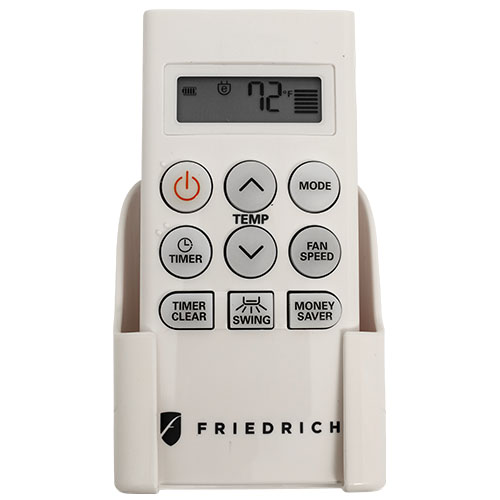 72°F
MODE
TEMP
TIMER
FAN
SPEED
TIMER
CLEAR
SWING
MONEY
SAVER
FRIEDRICH